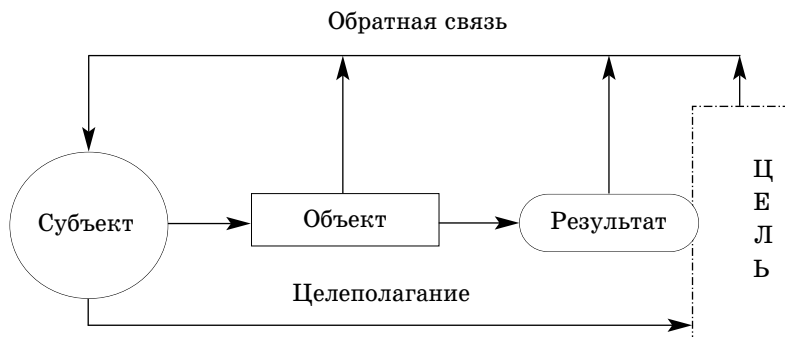 Обратная связь
Субъект
Объект
Результат
Целеполагание
Ц
Е
Л
Ь